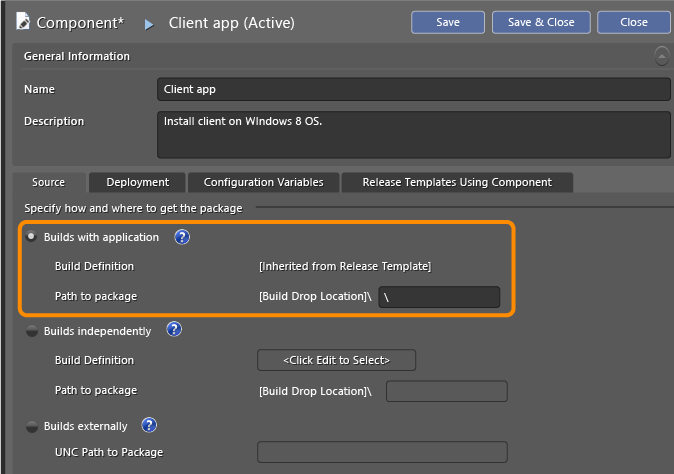 Component* Client app (Active) Save Save & Close Close
General Information
Name Client app
Description Install client on WIndows 8 OS.
Source Deployment Configuration Variables Release Templates Using Component
Specify how and where to get the package
Builds with application ?
Build Definition [Inherited from Release Template]
Path to package [Build Drop Location]\ \
Builds independently ?
Build Definition <Click Edit to Select>
Path to package [Build Drop Location]\
Builds externally ?
UNC Path to Package